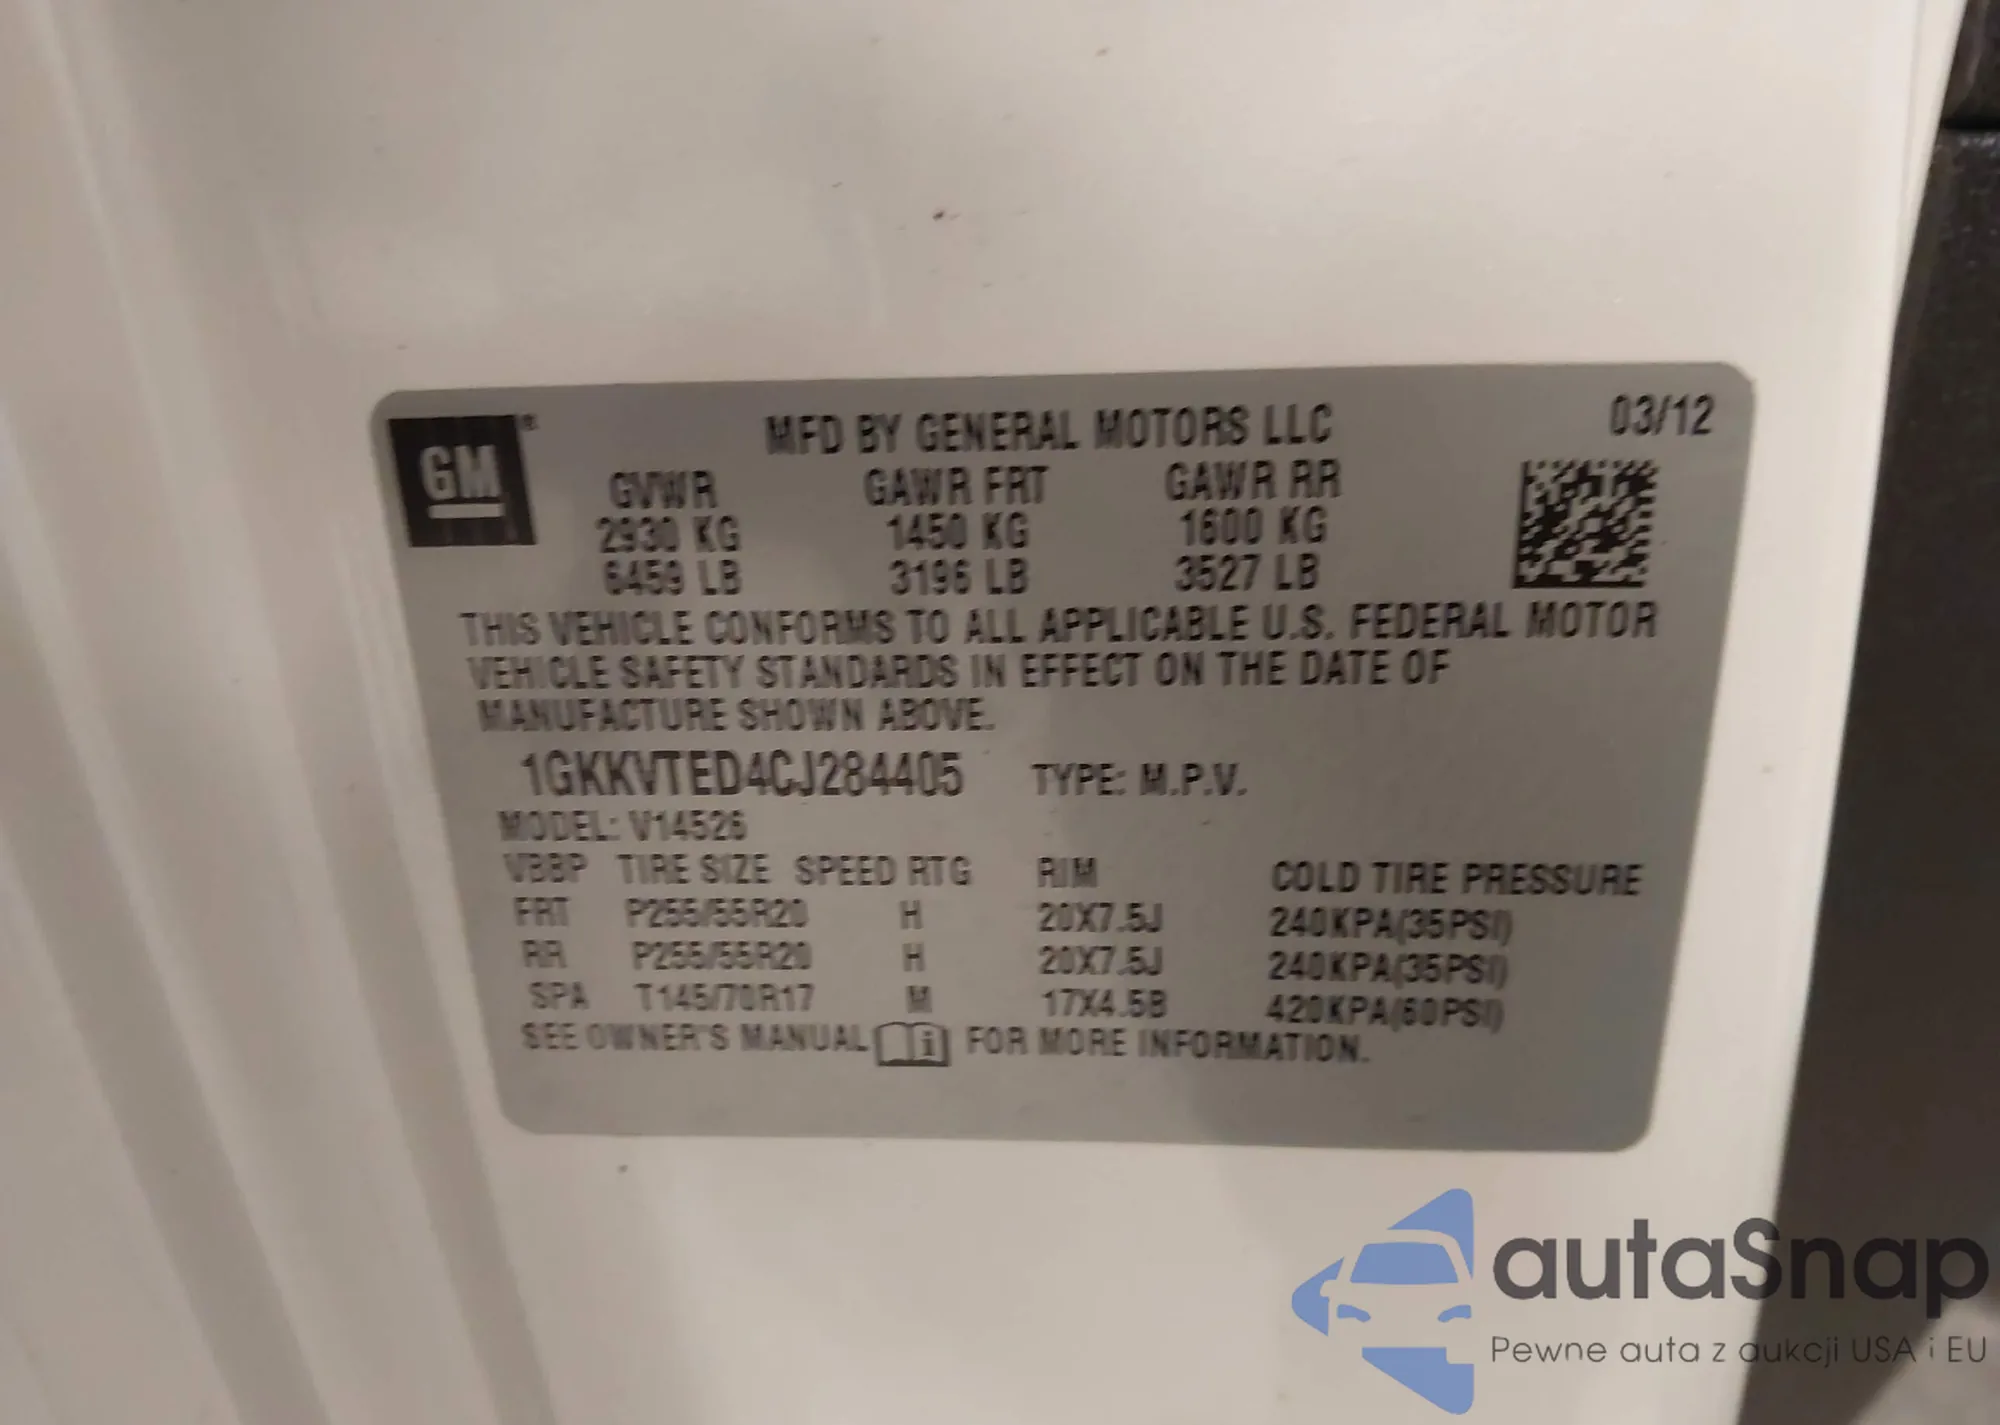 GM®
MFD BY GENERAL MOTORS LLC 03/12
GVWR GAWR FRT GAWR RR
2930 KG 1450 KG 1600 KG
6459 LB 3196 LB 3527 LB
THIS VEHICLE CONFORMS TO ALL APPLICABLE U.S. FEDERAL MOTOR
VEHICLE SAFETY STANDARDS IN EFFECT ON THE DATE OF
MANUFACTURE SHOWN ABOVE.
1GKKVTED4CJ284405 TYPE: M.P.V.
MODEL: V14526
VBBP TIRE SIZE SPEED RTG RIM COLD TIRE PRESSURE
FRT P255/55R20 H 20X7.5J 240KPA(35PSI)
RR P255/55R20 H 20X7.5J 240KPA(35PSI)
SPA T145/70R17 M 17X4.5B 420KPA(60PSI)
SEE OWNER'S MANUAL i FOR MORE INFORMATION.
autaSnap
Pewne auta z aukcji USA i EU